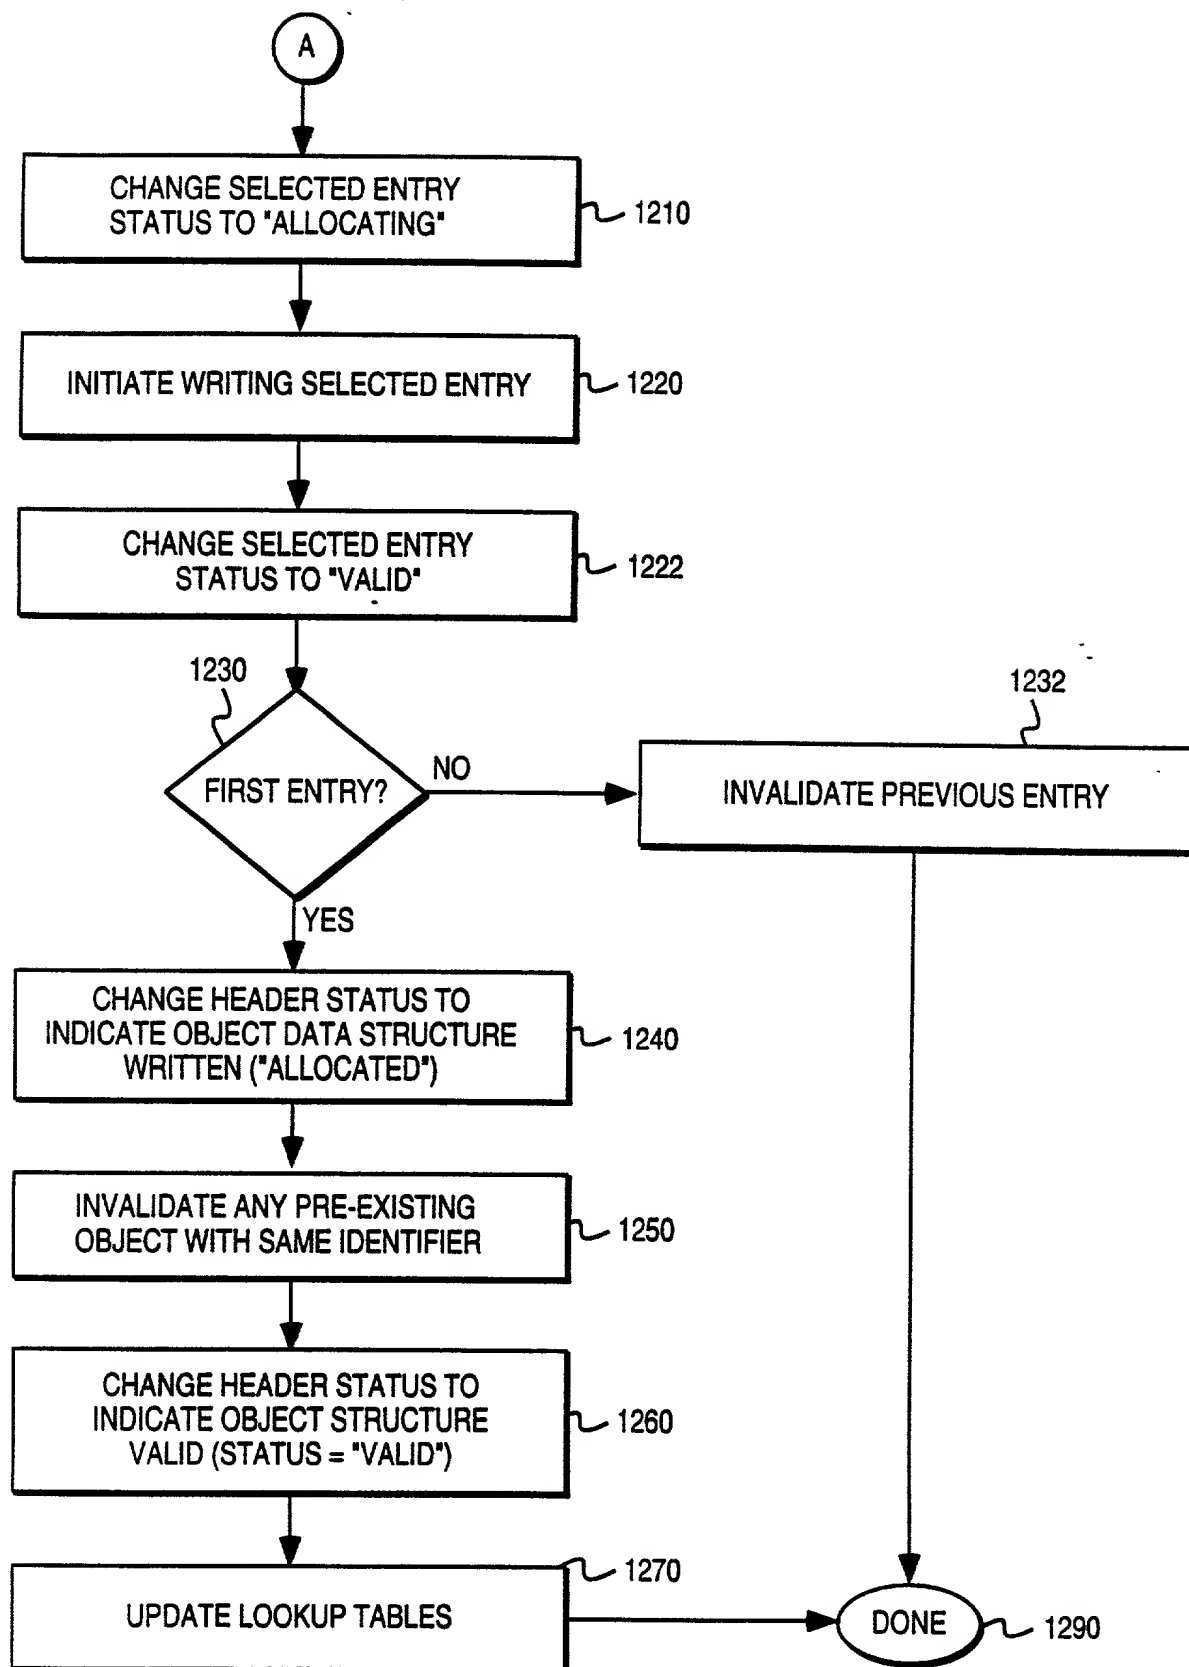 A
CHANGE SELECTED ENTRY
STATUS TO "ALLOCATING"
1210
INITIATE WRITING SELECTED ENTRY
1220
CHANGE SELECTED ENTRY
STATUS TO "VALID"
1222
1230
FIRST ENTRY?
NO
1232
INVALIDATE PREVIOUS ENTRY
YES
CHANGE HEADER STATUS TO
INDICATE OBJECT DATA STRUCTURE
WRITTEN ("ALLOCATED")
1240
INVALIDATE ANY PRE-EXISTING
OBJECT WITH SAME IDENTIFIER
1250
CHANGE HEADER STATUS TO
INDICATE OBJECT STRUCTURE
VALID (STATUS = "VALID")
1260
1270
UPDATE LOOKUP TABLES
DONE
1290